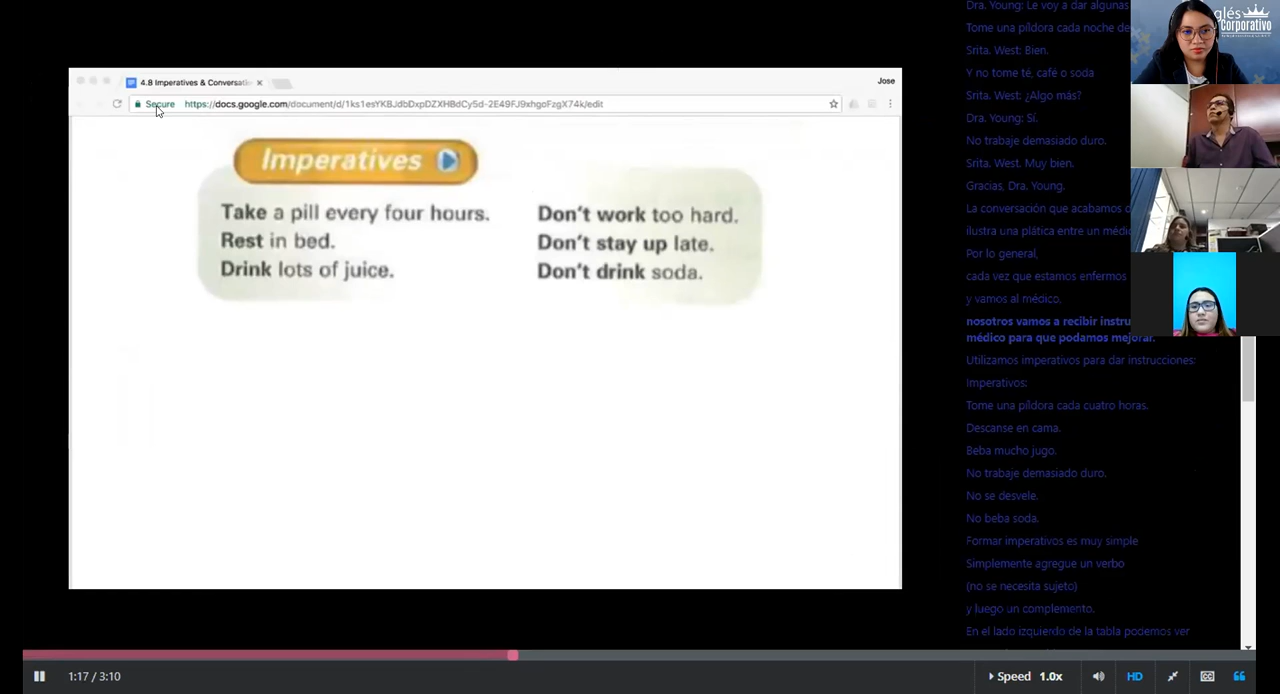 4.8 Imperatives & Conversati
Jose
Secure https://docs.google.com/document/d/1ks1esYKBJdbDxpDZXHBdCy5d-2E49FJ9xhgoFzgX74k/edit
Imperatives
Take a pill every four hours.
Rest in bed.
Drink lots of juice.
Don't work too hard.
Don't stay up late.
Don't drink soda.
1:17 / 3:10
Speed 1.0x
HD
Dra. Young: Le voy a dar algunas
Tome una píldora cada noche de
Srita. West: Bien.
Y no tome té, café o soda
Srita. West: ¿Algo más?
Dra. Young: Sí.
No trabaje demasiado duro.
Srita. West. Muy bien.
Gracias, Dra. Young.
La conversación que acabamos d
ilustra una plática entre un médic
Por lo general,
cada vez que estamos enfermos
y vamos al médico.
nosotros vamos a recibir instru
médico para que podamos mejorar.
Utilizamos imperativos para dar instrucciones:
Imperativos:
Tome una píldora cada cuatro horas.
Descanse en cama.
Beba mucho jugo.
No trabaje demasiado duro.
No se desvele.
No beba soda.
Formar imperativos es muy simple
Simplemente agregue un verbo
(no se necesita sujeto)
y luego un complemento.
En el lado izquierdo de la tabla podemos ver
glés
Corporativo